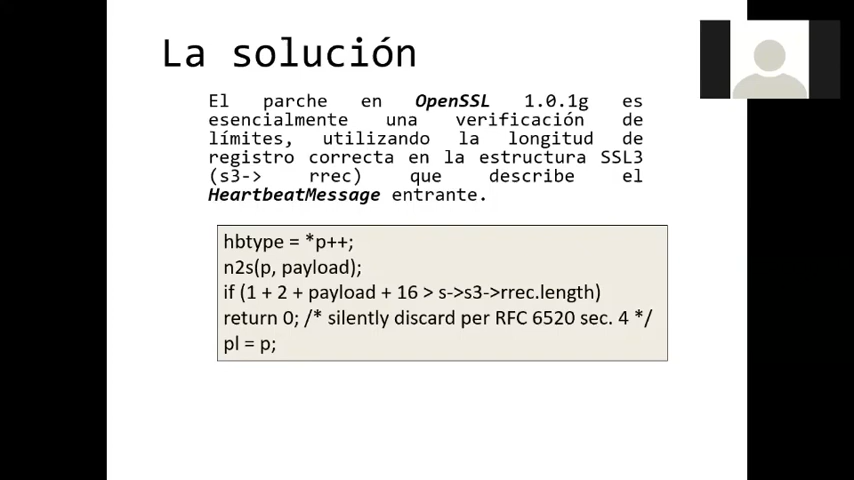 La solución
El parche en OpenSSL 1.0.1g es
esencialmente una verificación de
límites, utilizando la longitud de
registro correcta en la estructura SSL3
(s3-> rrec) que describe el
HeartbeatMessage entrante.
hbtype = *p++;
n2s(p, payload);
if (1 + 2 + payload + 16 > s->s3->rrec.length)
return 0; /* silently discard per RFC 6520 sec. 4 */
pl = p;